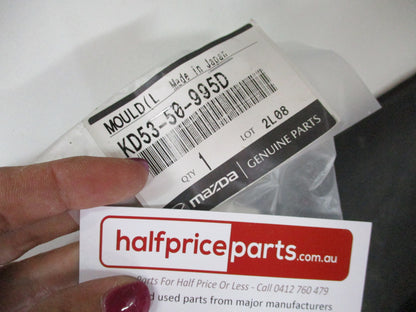 MOULD(L Made in Japan
KD53-50-995D
QTY 1 LOT 2L08
mazda GENUINE PARTS
halfpriceparts.com.au
Parts For Half Price Or Less - Call 0412 760 479
d used parts from major manufacturers